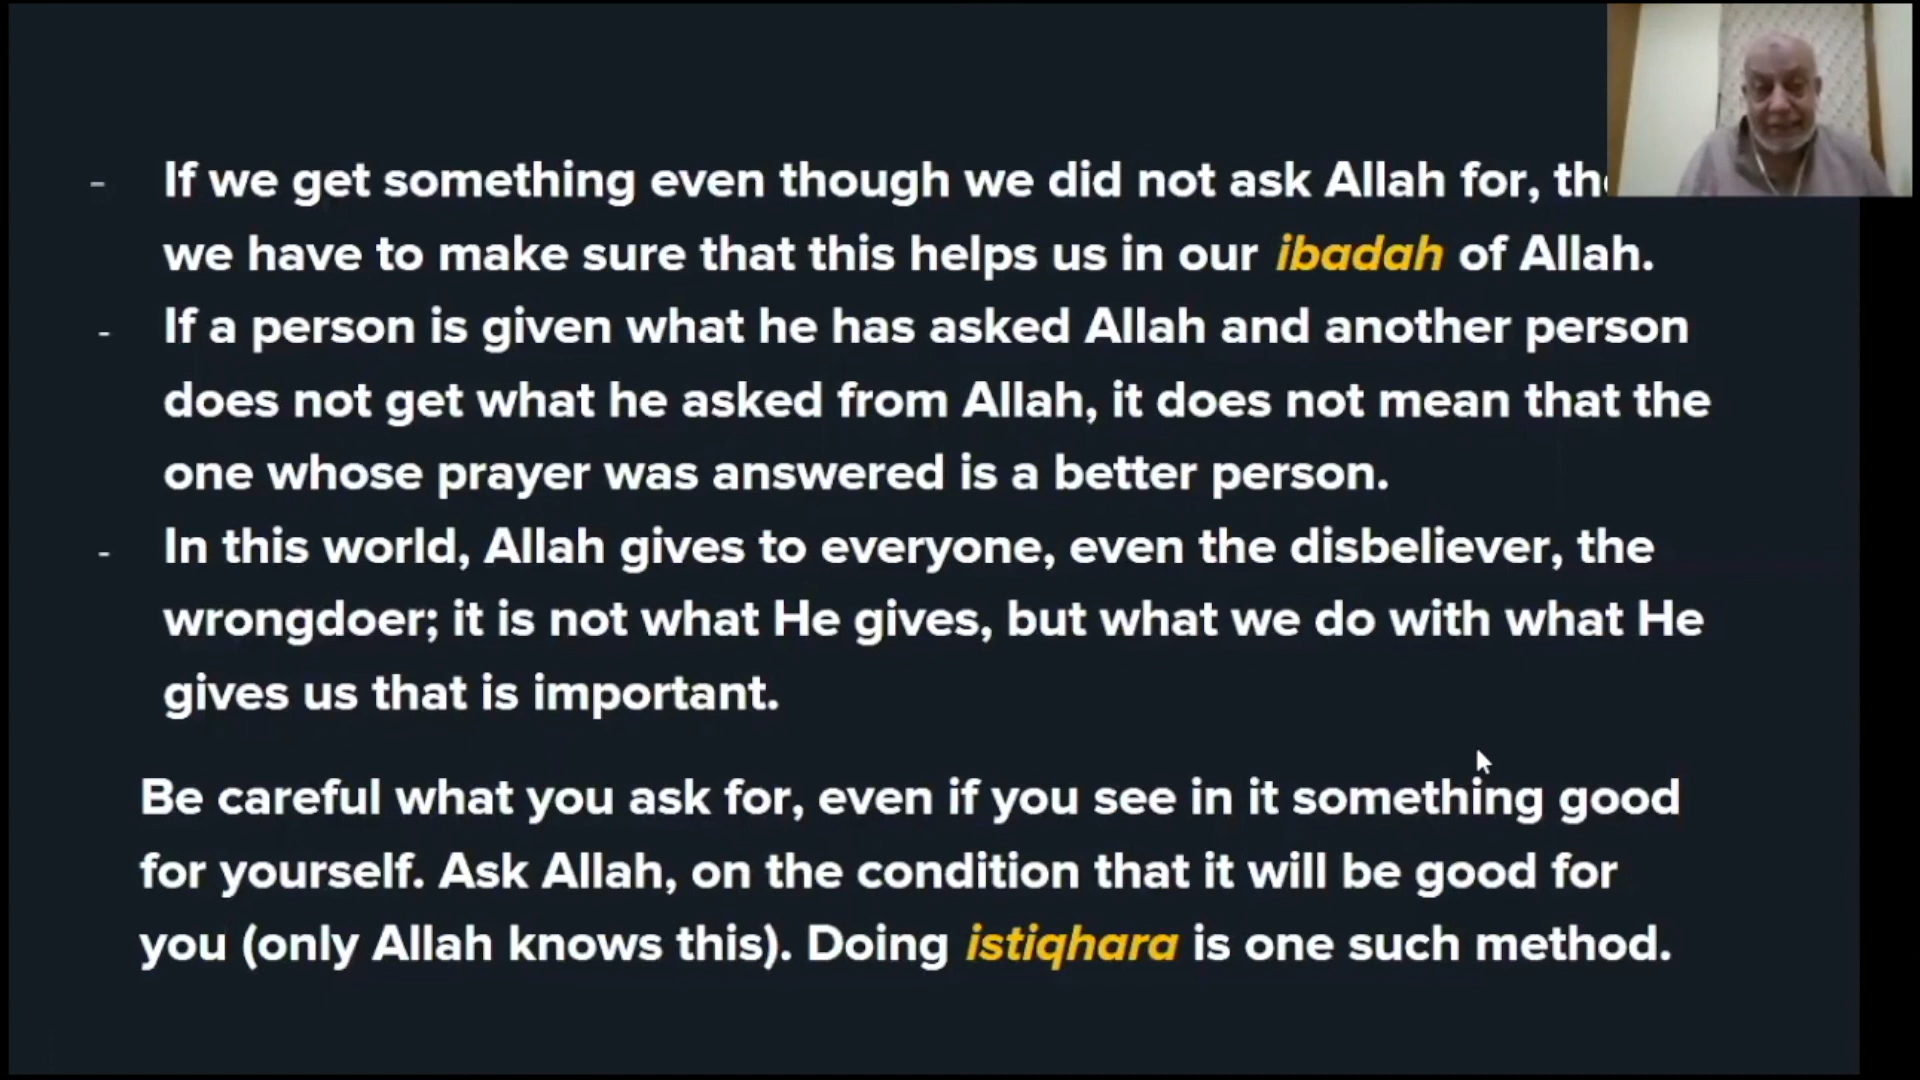 - If we get something even though we did not ask Allah for,
we have to make sure that this helps us in our ibadah of Allah.
- If a person is given what he has asked Allah and another person
does not get what he asked from Allah, it does not mean that the
one whose prayer was answered is a better person.
- In this world, Allah gives to everyone, even the disbeliever, the
wrongdoer; it is not what He gives, but what we do with what He
gives us that is important.
Be careful what you ask for, even if you see in it something good
for yourself. Ask Allah, on the condition that it will be good for
you (only Allah knows this). Doing istiqhara is one such method.